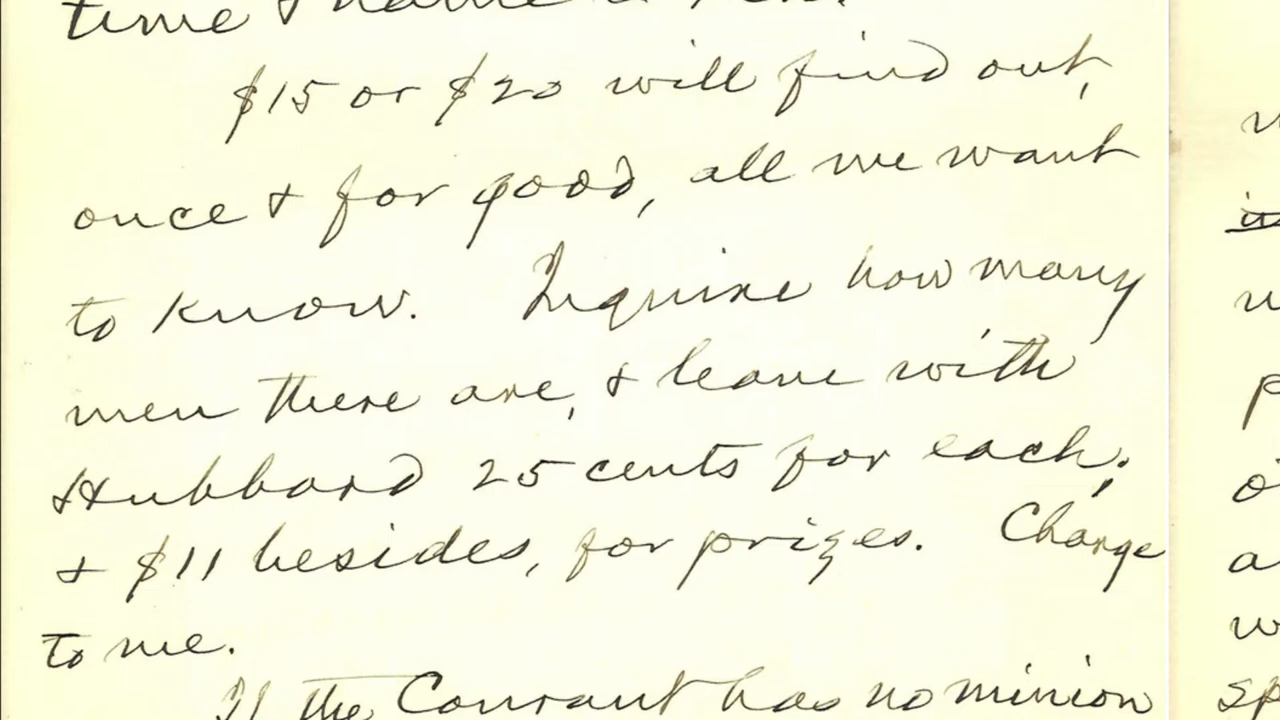 time &
$15 or $20 will find out,
once & for good, all we want
to know. Inquire how many
men there are, & leave with
Hubbard 25 cents for each;
& $11 besides, for prizes. Charge
to me.
If the Courant has no minion